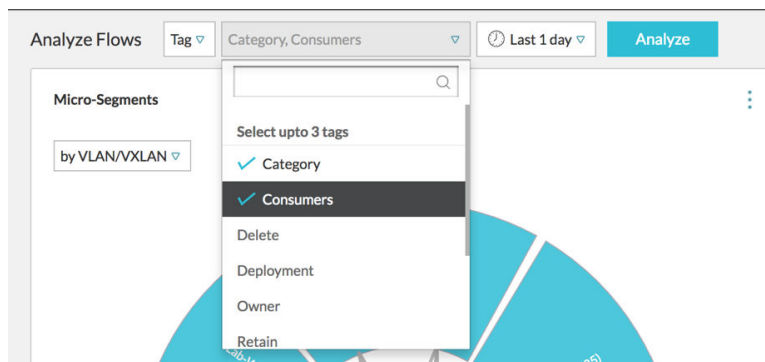 Analyze Flows Tag Category, Consumers Last 1 day Analyze
Micro-Segments
by VLAN/VXLAN
Select upto 3 tags
Category
Consumers
Delete
Deployment
Owner
Retain